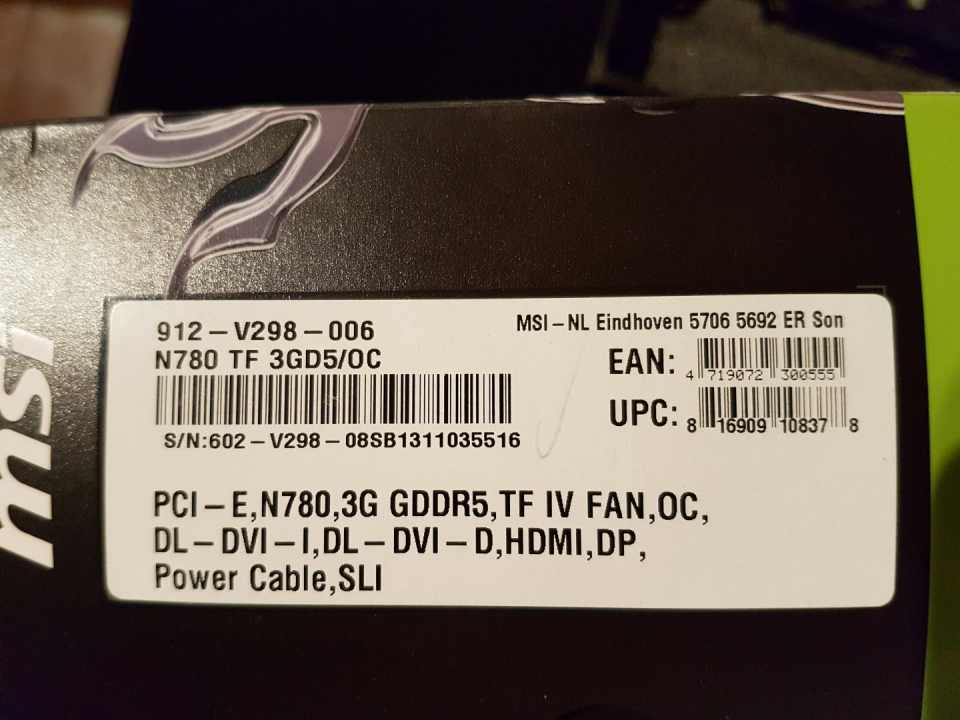 msi
912-V298-006
N780 TF 3GD5/OC
S/N:602-V298-08SB1311035516
MSI-NL Eindhoven 5706 5692 ER Son
EAN:
4 719072 300555
UPC:
8 16909 10837 8
PCI-E,N780,3G GDDR5,TF IV FAN,OC,
DL-DVI-I,DL-DVI-D,HDMI,DP,
Power Cable,SLI